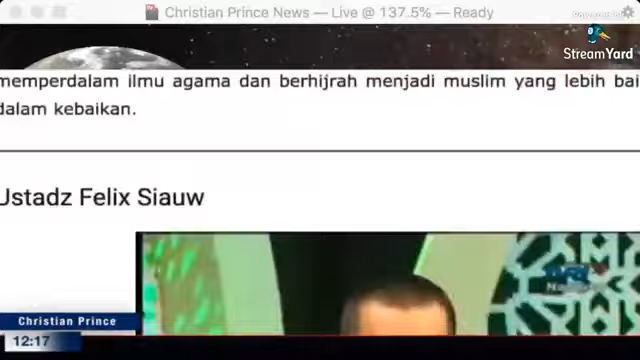 Christian Prince News — Live @ 137.5% — Ready
StreamYard
memperdalam ilmu agama dan berhijrah menjadi muslim yang lebih bai
dalam kebaikan.
Ustadz Felix Siauw
Christian Prince
12:17